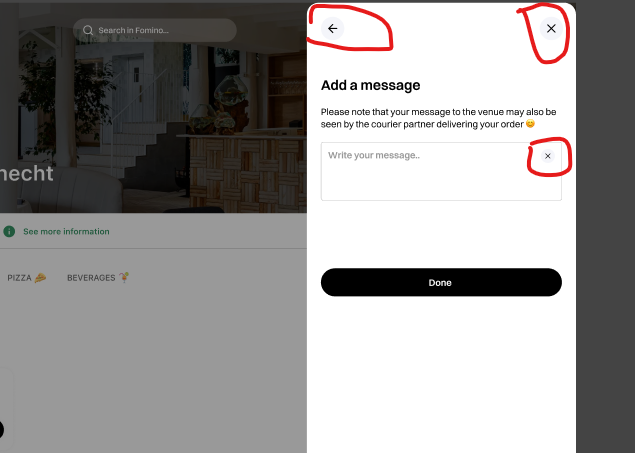 Search in Fomino...
Add a message
Please note that your message to the venue may also be
seen by the courier partner delivering your order 😋
Write your message..
Done
necht
See more information
PIZZA 🌮
BEVERAGES 🍹